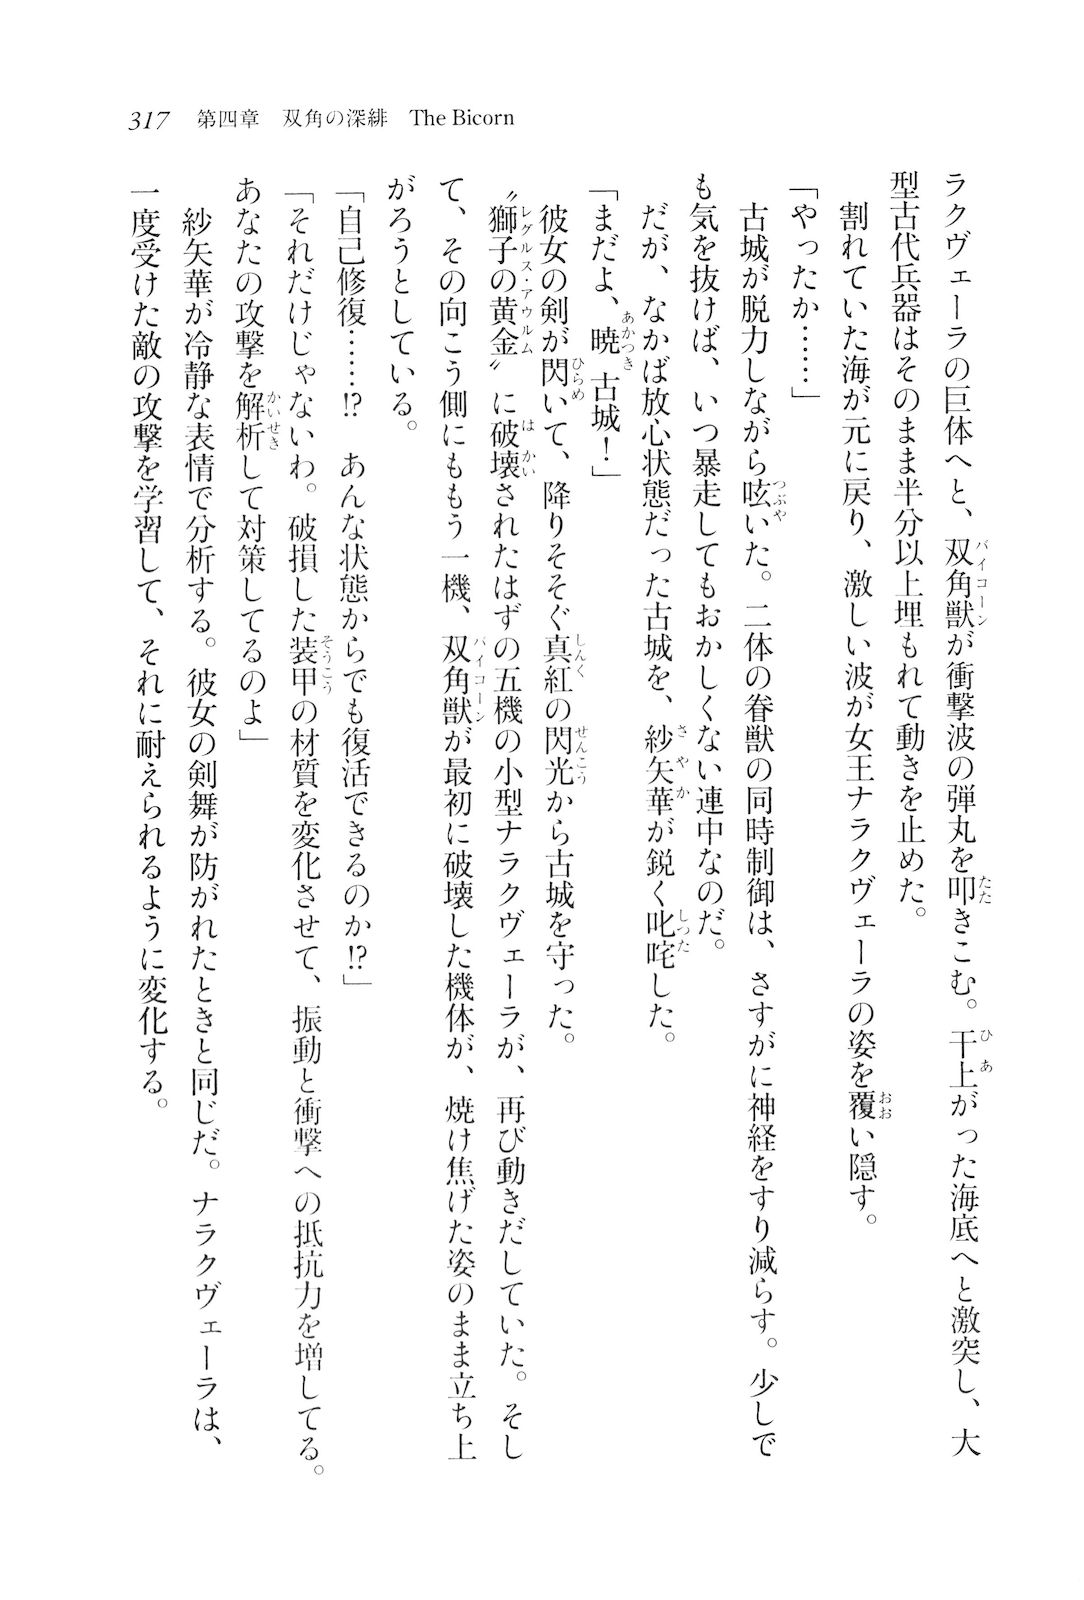 317　第四章　双角の深緋　The Bicorn
ラクヴェーラの巨体へと、双角獣が衝撃波の弾丸を叩きこむ。干上がった海底へと激突し、大
型古代兵器はそのまま半分以上埋もれて動きを止めた。
　割れていた海が元に戻り、激しい波が女王ナラクヴェーラの姿を覆い隠す。
「やったか……」
　古城が脱力しながら呟いた。二体の眷獣の同時制御は、さすがに神経をすり減らす。少しで
も気を抜けば、いつ暴走してもおかしくない連中なのだ。
　だが、なかば放心状態だった古城を、紗矢華が鋭く叱咤した。
「まだよ、暁古城！」
　彼女の剣が閃いて、降りそそぐ真紅の閃光から古城を守った。
〝獅子の黄金〟に破壊されたはずの五機の小型ナラクヴェーラが、再び動きだしていた。そし
て、その向こう側にももう一機、双角獣が最初に破壊した機体が、焼け焦げた姿のまま立ち上
がろうとしている。
「自己修復……!?　あんな状態からでも復活できるのか!?」
「それだけじゃないわ。破損した装甲の材質を変化させて、振動と衝撃への抵抗力を増してる。
あなたの攻撃を解析して対策してるのよ」
　紗矢華が冷静な表情で分析する。彼女の剣舞が防がれたときと同じだ。ナラクヴェーラは、
一度受けた敵の攻撃を学習して、それに耐えられるように変化する。